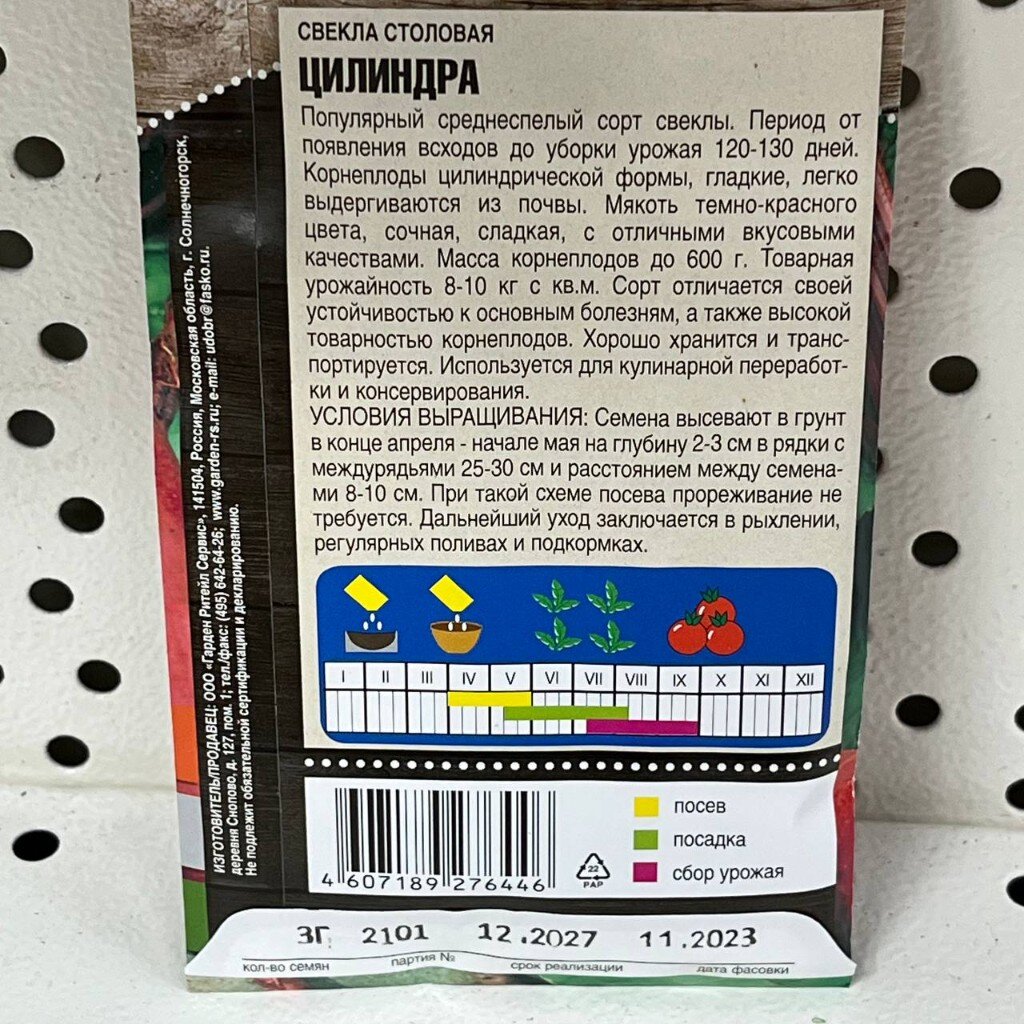 СВЕКЛА СТОЛОВАЯ
ЦИЛИНДРА
Популярный среднеспелый сорт свеклы. Период от
появления всходов до уборки урожая 120-130 дней.
Корнеплоды цилиндрической формы, гладкие, легко
выдергиваются из почвы. Мякоть темно-красного
цвета, сочная, сладкая, с отличными вкусовыми
качествами. Масса корнеплодов до 600 г. Товарная
урожайность 8-10 кг с кв.м. Сорт отличается своей
устойчивостью к основным болезням, а также высокой
товарностью корнеплодов. Хорошо хранится и транс-
портируется. Используется для кулинарной переработ-
ки и консервирования.
УСЛОВИЯ ВЫРАЩИВАНИЯ: Семена высевают в грунт
в конце апреля - начале мая на глубину 2-3 см в рядки с
междурядьями 25-30 см и расстоянием между семена-
ми 8-10 см. При такой схеме посева прореживание не
требуется. Дальнейший уход заключается в рыхлении,
регулярных поливах и подкормках.
I II III IV V VI VII VIII IX X XI XII
посев
посадка
сбор урожая
4 607189 276446
22
PAP
3Г 2101 12.2027 11.2023
кол-во семян партия № срок реализации дата фасовки
ИЗГОТОВИТЕЛЬ/ПРОДАВЕЦ: ООО «Гарден Ритейл Сервис», 141504, Россия, Московская область, г. Солнечногорск,
деревня Снопово, д. 127, пом. 1; тел./факс: (495) 642-64-26; www.garden-rs.ru; e-mail: udobr@fasko.ru.
Не подлежит обязательной сертификации и декларированию.